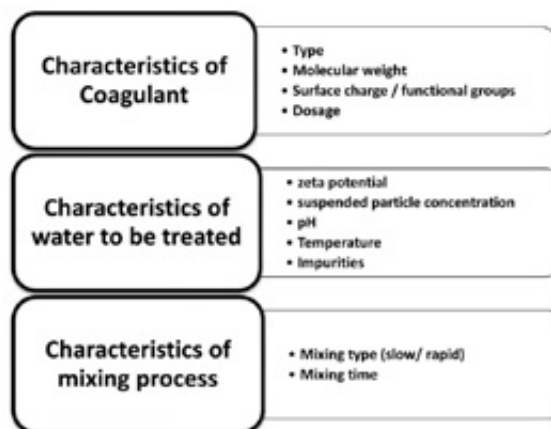 Characteristics of
Coagulant
• Type
• Molecular weight
• Surface charge / functional groups
• Dosage
Characteristics of
water to be treated
• zeta potential
• suspended particle concentration
• pH
• Temperature
• Impurities
Characteristics of
mixing process
• Mixing type (slow/ rapid)
• Mixing time